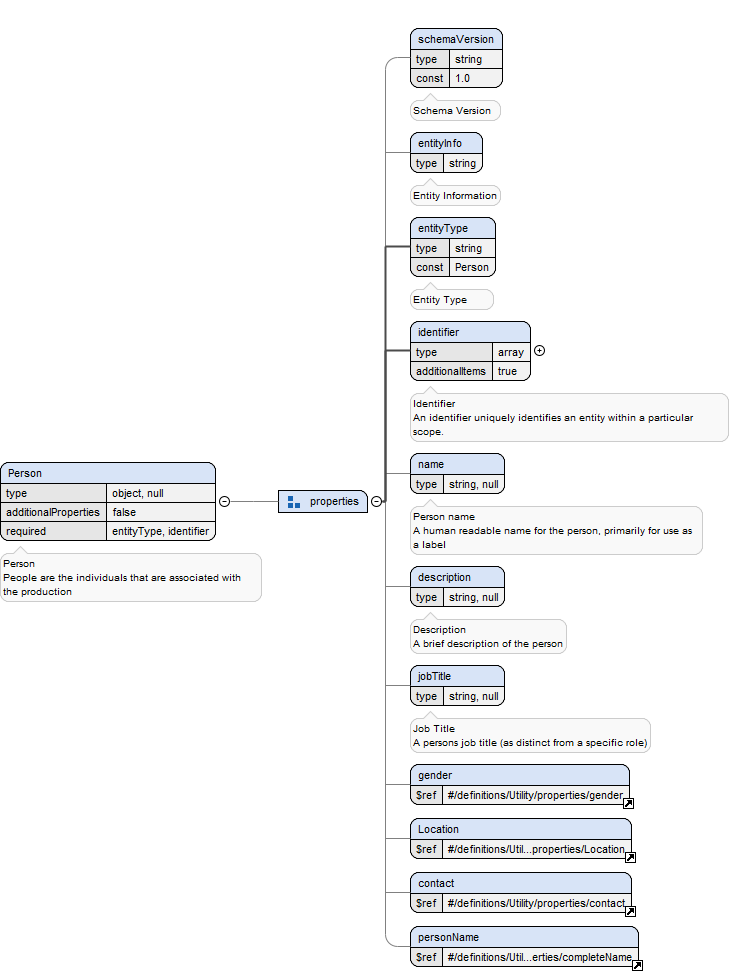 schemaVersion
type string
const 1.0
Schema Version
entityInfo
type string
Entity Information
entityType
type string
const Person
Entity Type
identifier
type array
additionalItems true
Identifier
An identifier uniquely identifies an entity within a particular
scope.
Person
type object, null
additionalProperties false
required entityType, identifier
Person
People are the individuals that are associated with
the production
properties
name
type string, null
Person name
A human readable name for the person, primarily for use as
a label
description
type string, null
Description
A brief description of the person
jobTitle
type string, null
Job Title
A persons job title (as distinct from a specific role)
gender
$ref #/definitions/Utility/properties/gender
Location
$ref #/definitions/Util...properties/Location
contact
$ref #/definitions/Utility/properties/contact
personName
$ref #/definitions/Util...erties/completeName